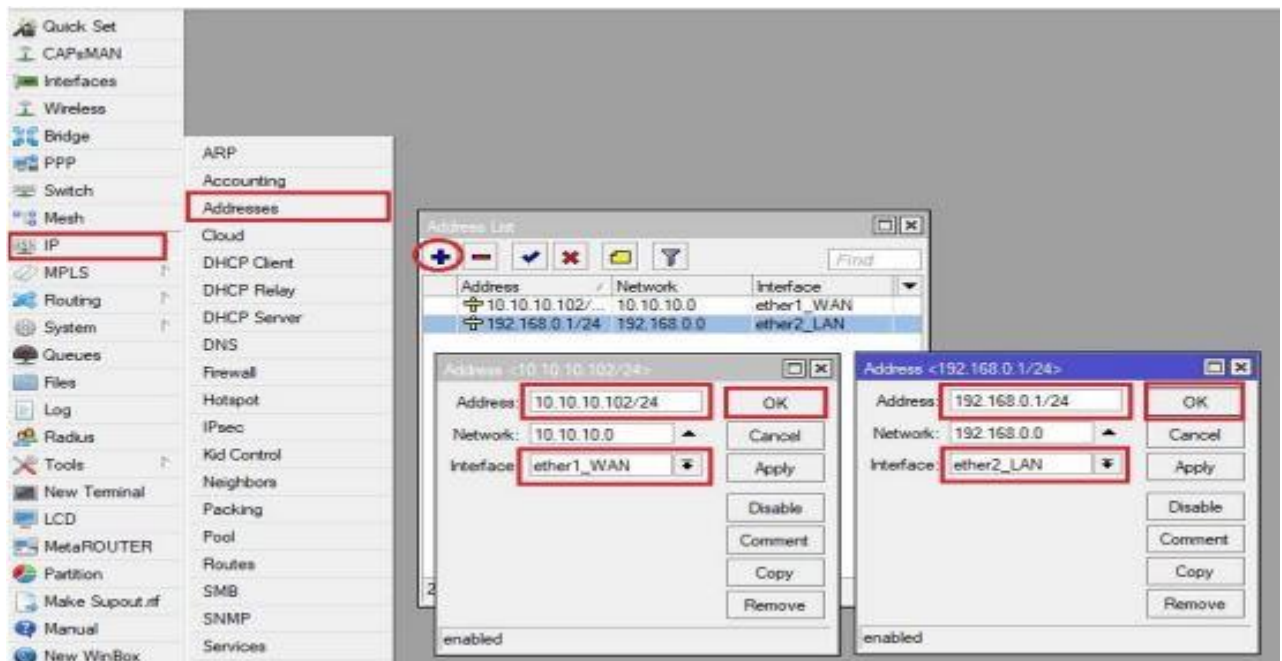 Quick Set
CAPsMAN
Interfaces
Wireless
Bridge
PPP
Switch
Mesh
IP
MPLS
Routing
System
Queues
Files
Log
Radius
Tools
New Terminal
LCD
MetaROUTER
Partition
Make Supout.rif
Manual
New WinBox
ARP
Accounting
Addresses
Cloud
DHCP Client
DHCP Relay
DHCP Server
DNS
Firewall
Hotspot
IPsec
Kid Control
Neighbors
Packing
Pool
Routes
SMB
SNMP
Services
Address List
Find
Address / Network Interface
10.10.10.102/... 10.10.10.0 ether1_WAN
192.168.0.1/24 192.168.0.0 ether2_LAN
2
Address <10.10.10.102/24>
Address: 10.10.10.102/24 OK
Network: 10.10.10.0 Cancel
Interface ether1_WAN Apply
Disable
Comment
Copy
Remove
enabled
Address <192.168.0.1/24>
Address: 192.168.0.1/24 OK
Network: 192.168.0.0 Cancel
Interface: ether2_LAN Apply
Disable
Comment
Copy
Remove
enabled